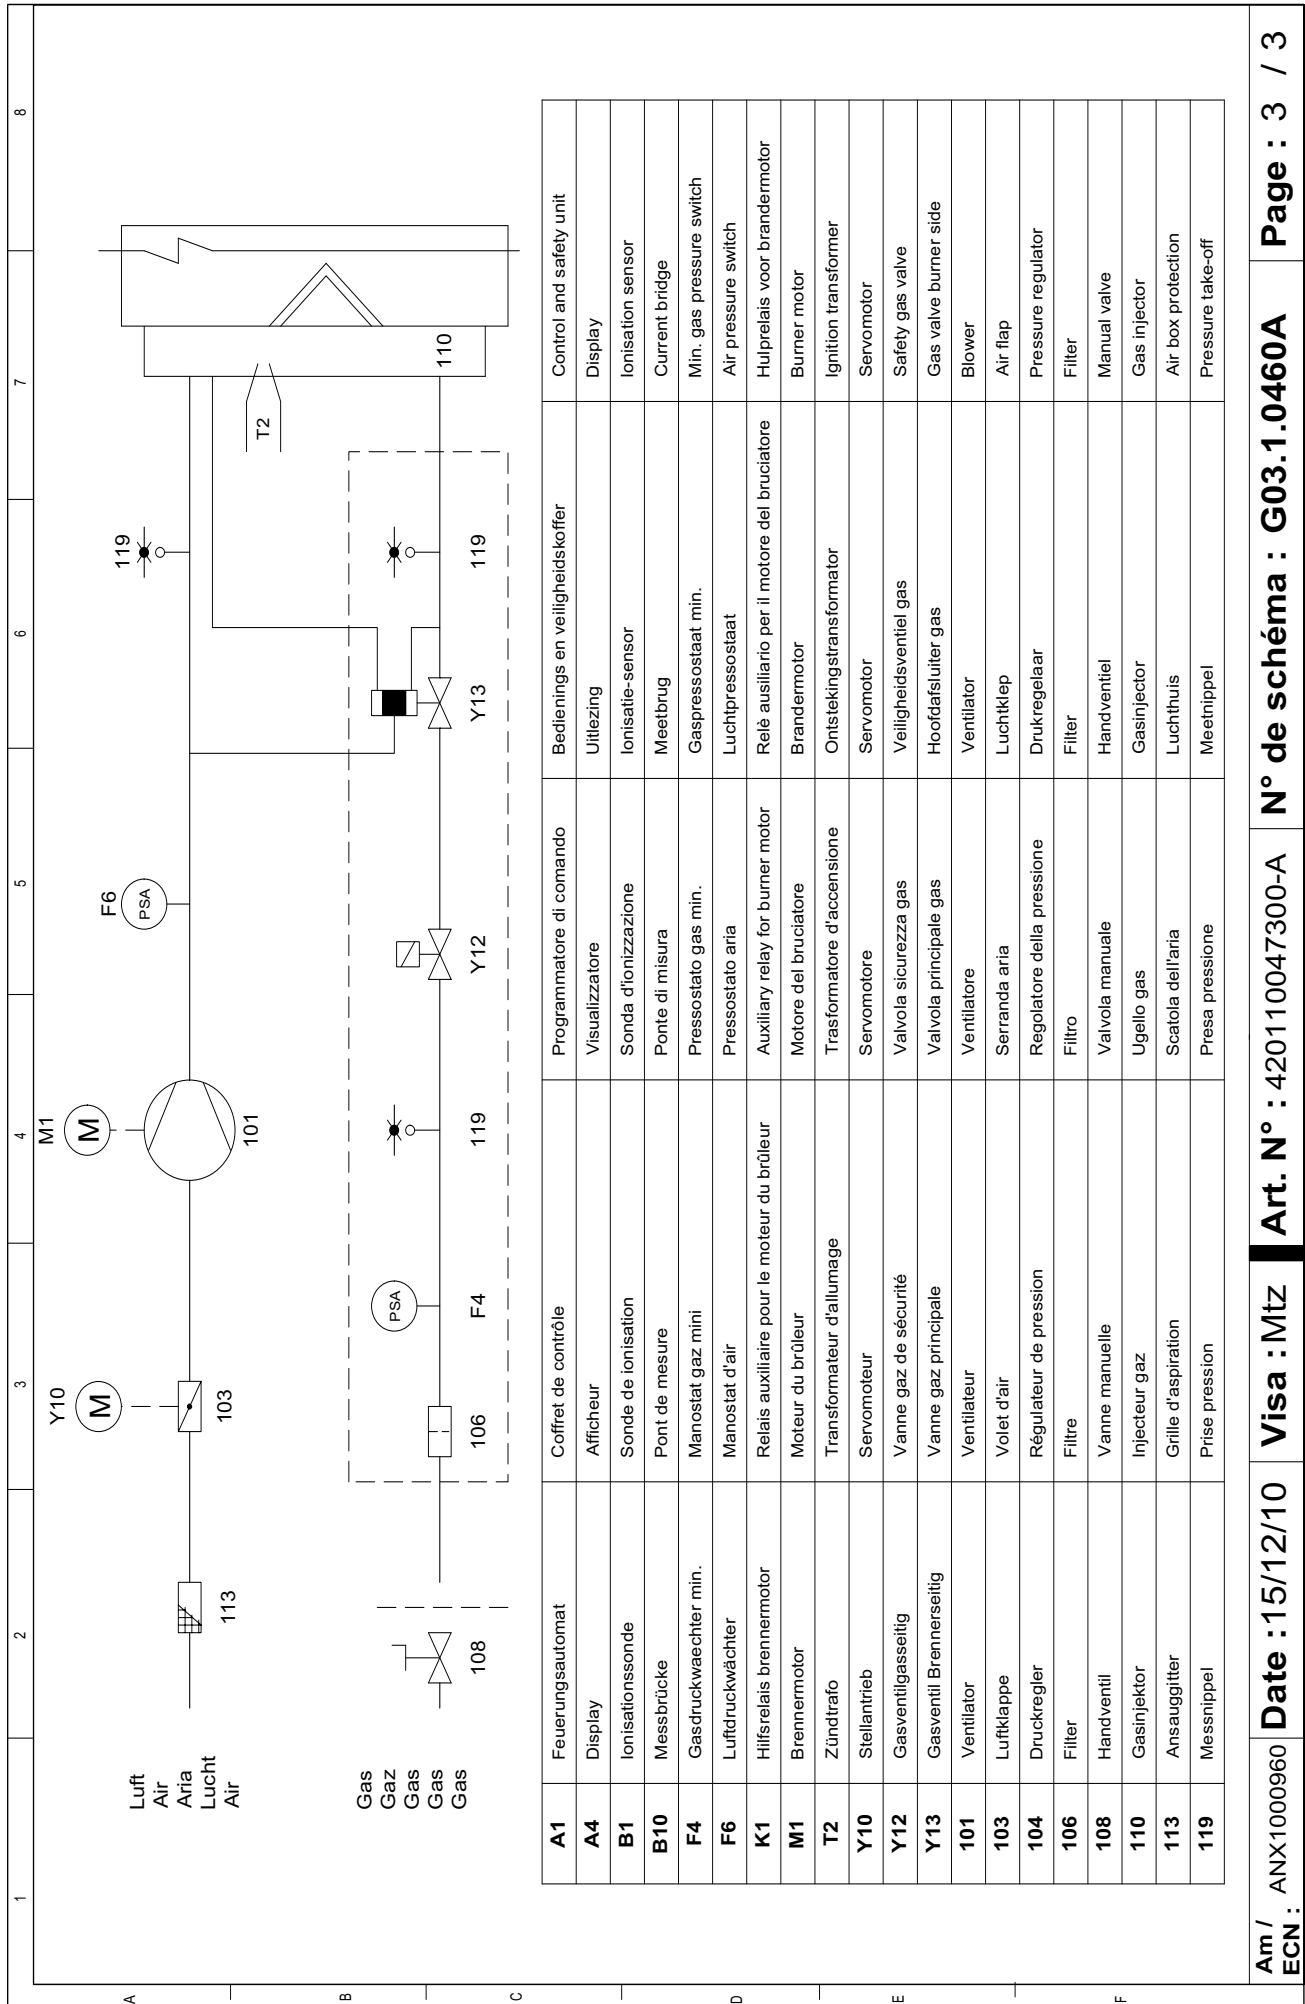 1 2 3 4 5 6 7 8
A
B
C
D
E
F
Luft
Air
Aria
Lucht
Air
Gas
Gaz
Gas
Gas
Gas
113
Y10
M
103
M1
M
101
F6
PSA
119
T2
110
108
106
PSA
F4
119
Y12
Y13
119
A1 Feuerungsautomat Coffret de contrôle Programmatore di comando Bedienings en veiligheidskoffer Control and safety unit
A4 Display Afficheur Visualizzatore Uitlezing Display
B1 Ionisationssonde Sonde de ionisation Sonda d'ionizzazione Ionisatie-sensor Ionisation sensor
B10 Messbrücke Pont de mesure Ponte di misura Meetbrug Current bridge
F4 Gasdruckwaechter min. Manostat gaz mini Pressostato gas min. Gaspressostaat min. Min. gas pressure switch
F6 Luftdruckwächter Manostat d'air Pressostato aria Luchtpressostaat Air pressure switch
K1 Hilfsrelais brennermotor Relais auxiliaire pour le moteur du brûleur Auxiliary relay for burner motor Relè ausiliario per il motore del bruciatore Hulprelais voor brandermotor
M1 Brennermotor Moteur du brûleur Motore del bruciatore Brandermotor Burner motor
T2 Zündtrafo Transformateur d'allumage Trasformatore d'accensione Ontstekingstransformator Ignition transformer
Y10 Stellantrieb Servomoteur Servomotore Servomotor Servomotor
Y12 Gasventilgasseitig Vanne gaz de sécurité Valvola sicurezza gas Veiligheidsventiel gas Safety gas valve
Y13 Gasventil Brennerseitig Vanne gaz principale Valvola principale gas Hoofdafsluiter gas Gas valve burner side
101 Ventilator Ventilateur Ventilatore Ventilator Blower
103 Luftklappe Volet d'air Serranda aria Luchtklep Air flap
104 Druckregler Régulateur de pression Regolatore della pressione Drukregelaar Pressure regulator
106 Filter Filtre Filtro Filter Filter
108 Handventil Vanne manuelle Valvola manuale Handventiel Manual valve
110 Gasinjektor Injecteur gaz Ugello gas Gasinjector Gas injector
113 Ansauggitter Grille d'aspiration Scatola dell'aria Luchthuis Air box protection
119 Messnippel Prise pression Presa pressione Meetnippel Pressure take-off
Am / ECN : ANX1000960 Date :15/12/10 Visa :Mtz Art. N° : 420110047300-A N° de schéma : G03.1.0460A Page : 3 / 3